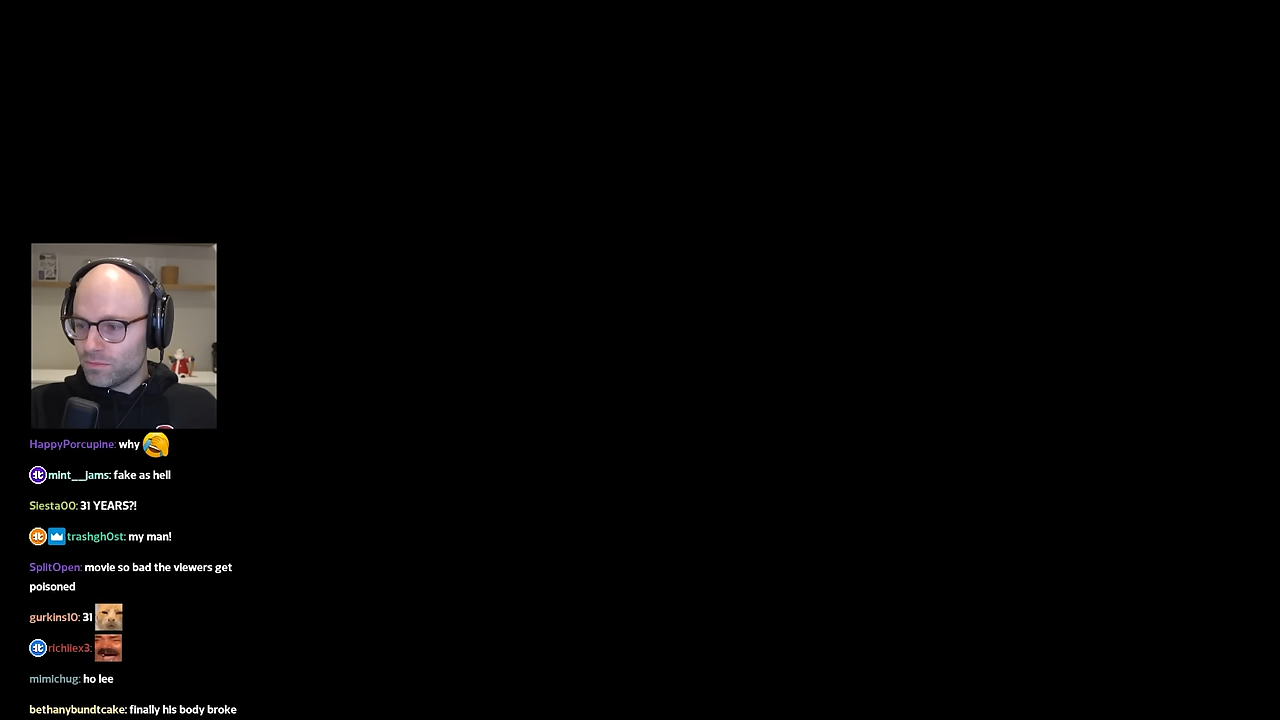 HappyPorcupine: why
mint__jams: fake as hell
Siesta00: 31 YEARS?!
trashgh0st: my man!
SplitOpen: movie so bad the viewers get
poisoned
gurkins10: 31
richilex3:
mimichug: ho lee
bethanybundtcake: finally his body broke